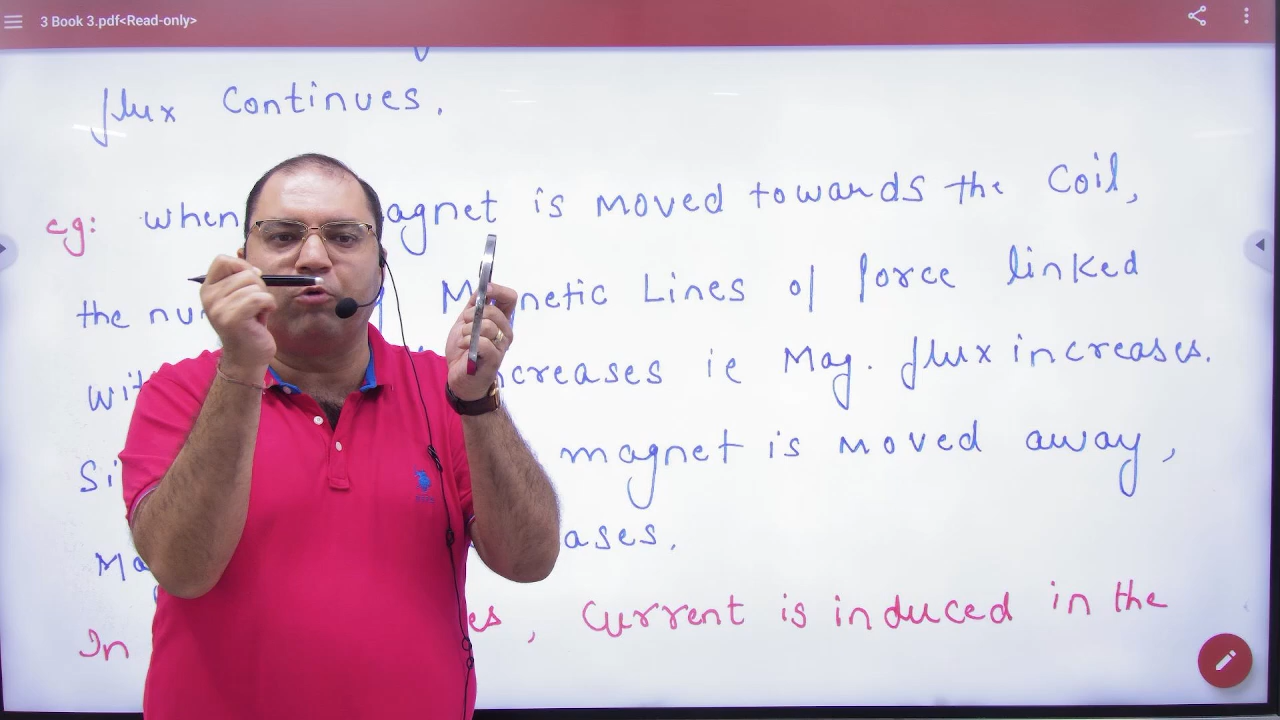 3 Book 3.pdf<Read-only>
flux Continues.
eg: when agnet is moved towards the Coil,
the nu Magnetic Lines of force linked
wit creases ie Mag. flux increases.
Si magnet is moved away,
Ma ases.
In es, Current is induced in the